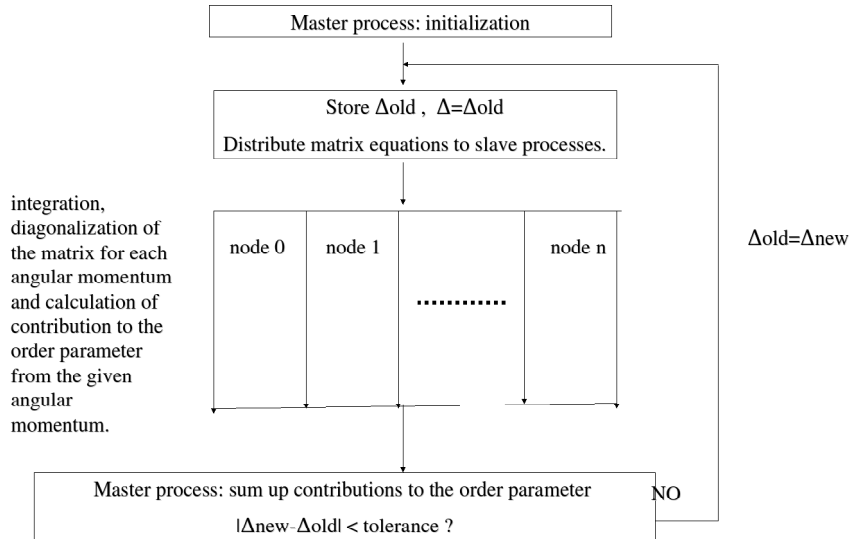 Master process: initialization
Store Δold , Δ=Δold
Distribute matrix equations to slave processes.
integration,
diagonalization of
the matrix for each
angular momentum
and calculation of
contribution to the
order parameter
from the given
angular
momentum.
node 0
node 1
node n
Δold=Δnew
Master process: sum up contributions to the order parameter
|Δnew-Δold| < tolerance ?
NO